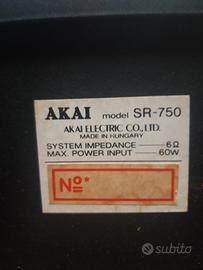 AKAI model SR-750
AKAI ELECTRIC CO., LTD.
MADE IN HUNGARY
SYSTEM IMPEDANCE 6Ω
MAX. POWER INPUT 60W
No*
subito